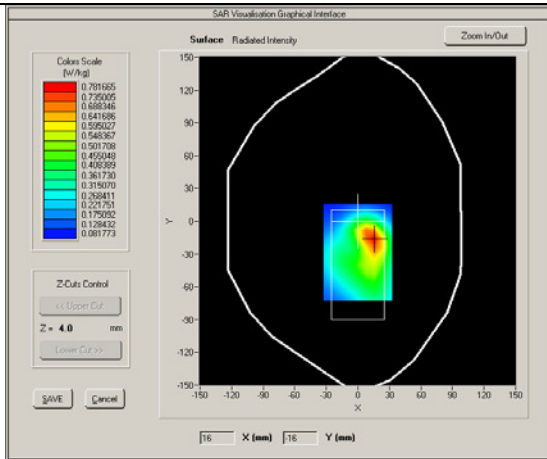 SAR Visualisation Graphical Interface
Surface Radiated Intensity
Zoom In/Out
Colors Scale
(W/kg)
0.781665
0.735005
0.688346
0.641686
0.595027
0.548367
0.501708
0.455048
0.408389
0.361730
0.315070
0.268411
0.221751
0.175092
0.128432
0.081773
Z-Cuts Control
<< Upper Cut
Z = 4.0 mm
Lower Cut >>
SAVE Cancel
150
120
90
60
30
0
-30
-60
-90
-120
-150
Y
-150 -120 -90 -60 -30 0 30 60 90 120 150
X
16 X (mm) -16 Y (mm)